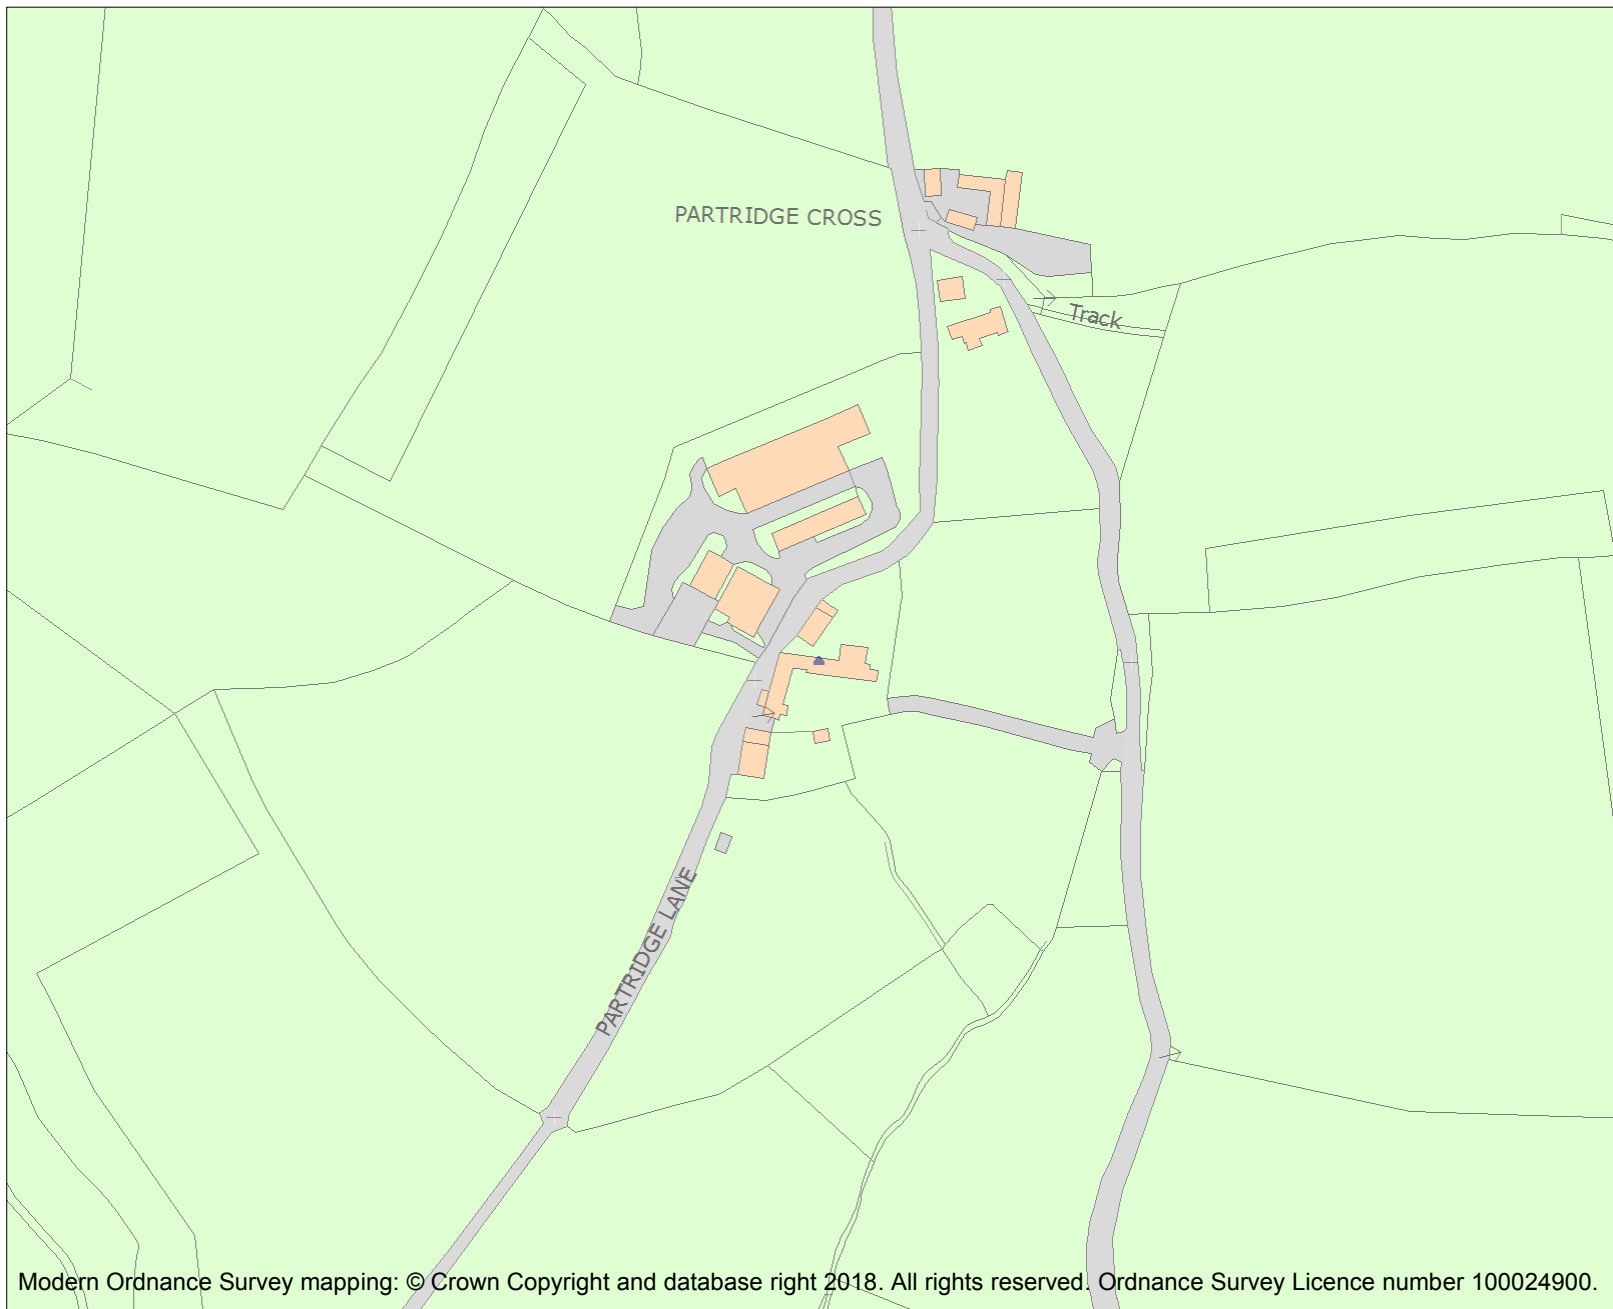 PARTRIDGE CROSS
Track
PARTRIDGE LANE
Modern Ordnance Survey mapping: © Crown Copyright and database right 2018. All rights reserved. Ordnance Survey Licence number 100024900.